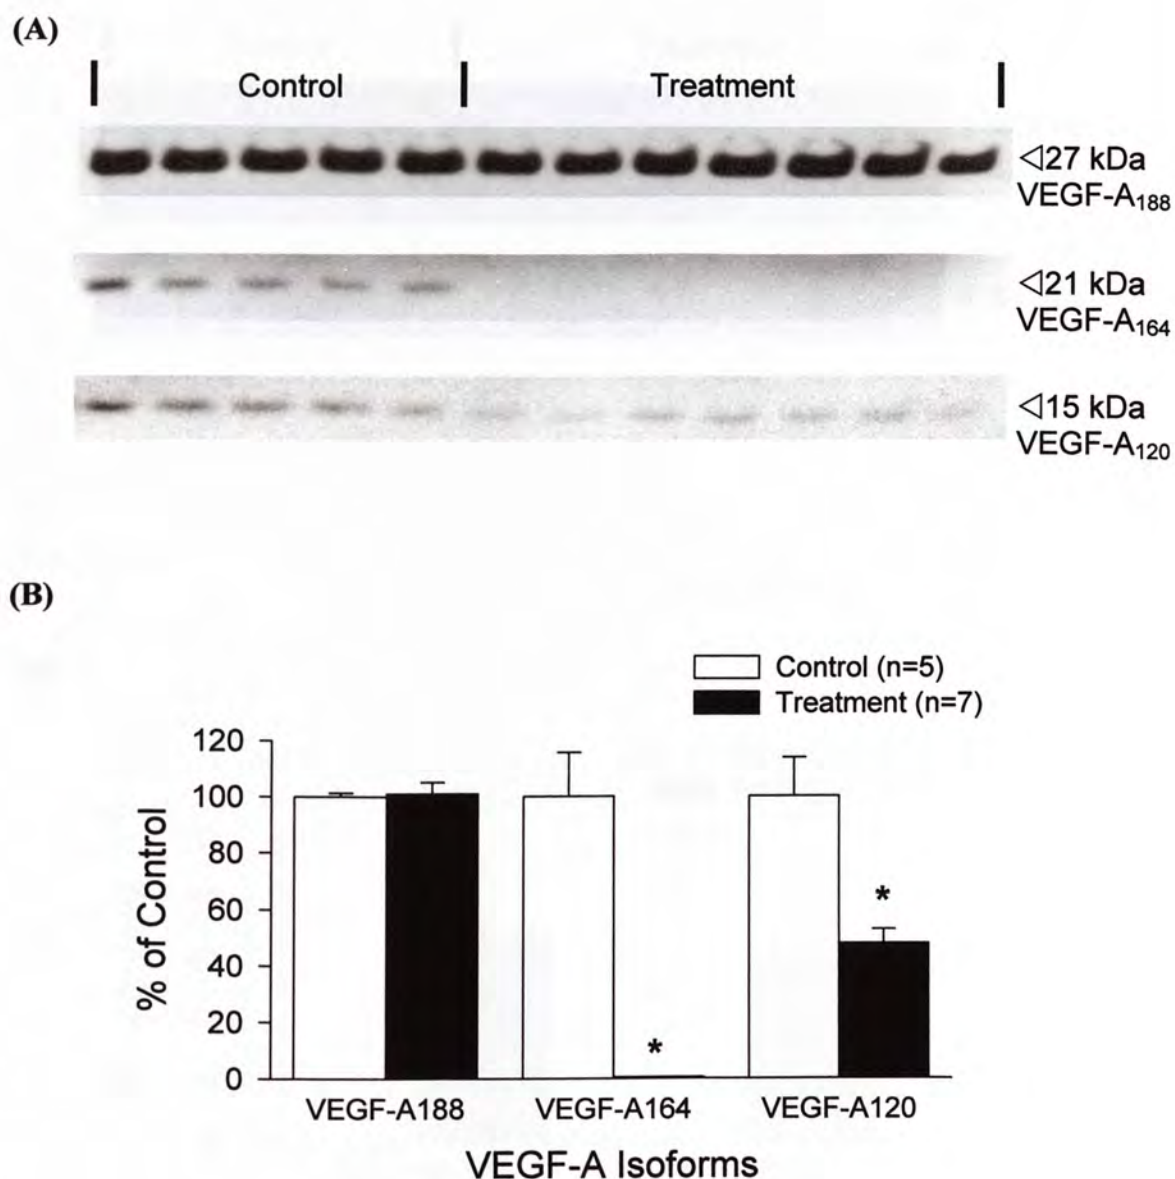 (A)
Control Treatment
◁27 kDa
VEGF-A₁₈₈
◁21 kDa
VEGF-A₁₆₄
◁15 kDa
VEGF-A₁₂₀
(B)
Control (n=5)
Treatment (n=7)
120
100
80
60
40
20
0
% of Control
*
*
VEGF-A188 VEGF-A164 VEGF-A120
VEGF-A Isoforms